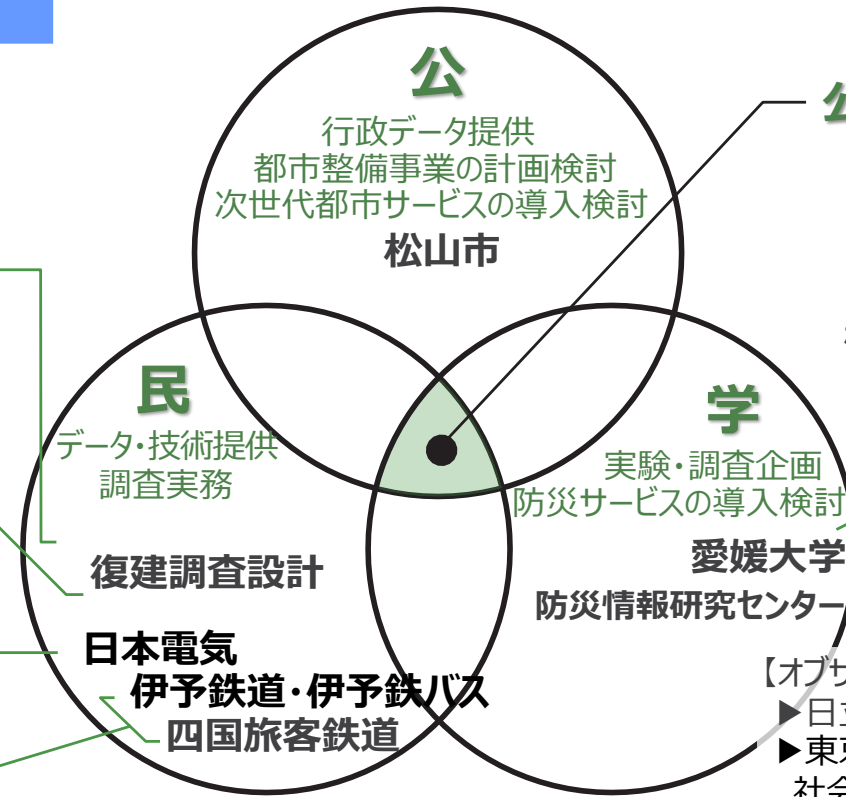 公
行政データ提供
都市整備事業の計画検討
次世代都市サービスの導入検討
松山市
民
データ・技術提供
調査実務
復建調査設計
日本電気
伊予鉄道・伊予鉄バス
四国旅客鉄道
学
実験・調査企画
防災サービスの導入検討
愛媛大学
防災情報研究センター
【オブサ
▶日立
▶東京
社会